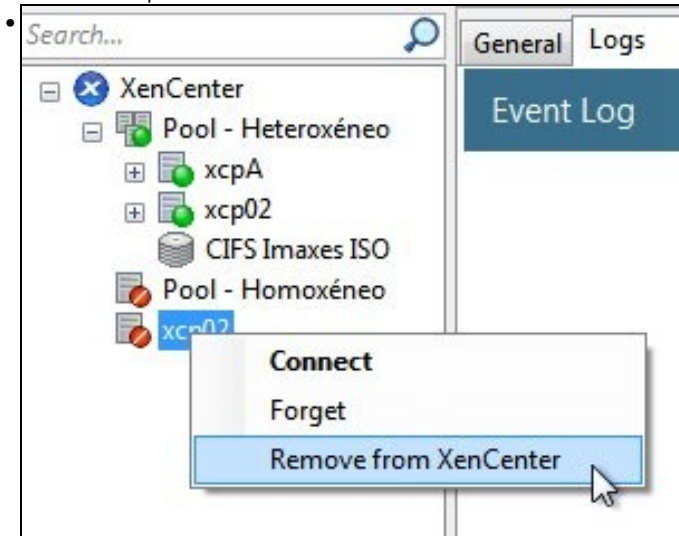 Search...
General
Logs
XenCenter
Event Log
Pool - Heteroxéneo
xcpA
xcp02
CIFS Imaxes ISO
Pool - Homoxéneo
xcp02
Connect
Forget
Remove from XenCenter